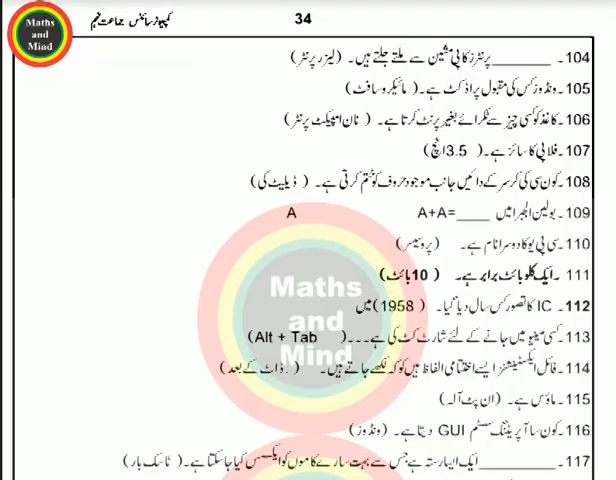 Maths and Mind
34
کمپیوٹر سائنس جماعت نہم
104۔ ________ پرنٹرز کاپی مشین سے ملتے جلتے ہیں۔ (لیزر پرنٹر)
105۔ ونڈوز کس کی مقبول پراڈکٹ ہے۔ (مائیکروسافٹ)
106۔ کاغذ کو کسی چیز سے ٹکرائے بغیر پرنٹ کرتا ہے۔ (نان امپیکٹ پرنٹر)
107۔ فلاپی کا سائز ہے۔ (3.5 انچ)
108۔ کون سی کی کرسر کے دائیں جانب موجود حروف کو ختم کرتی ہے۔ (ڈیلیٹ کی)
109۔ بولین الجبرا میں A+A=____ A
110۔ سی پی یو کا دوسرا نام ہے۔ (پروسیسر)
111۔ ایک کلو بائٹ برابر ہے۔ (10 بائٹ)
112۔ IC کا تصور کس سال دیا گیا۔ (1958) میں
113۔ کسی مینیو میں جانے کے لئے شارٹ کٹ کی ہے۔۔۔ (Alt + Tab)
114۔ فائل ایکسٹینشنز ایسے اختتامی الفاظ ہیں کو کہ لکھے جاتے ہیں۔ (. ڈاٹ کے بعد)
115۔ ماؤس ہے۔ (ان پٹ آلہ)
116۔ کون سا آپریٹنگ سسٹم GUI دیتا ہے۔ (ونڈوز)
117۔ __________ ایک ایسا رستہ ہے جس سے بہت سارے کاموں کو ایکسس کیا جا سکتا ہے۔ (ٹاسک بار)
Maths
and
Mind